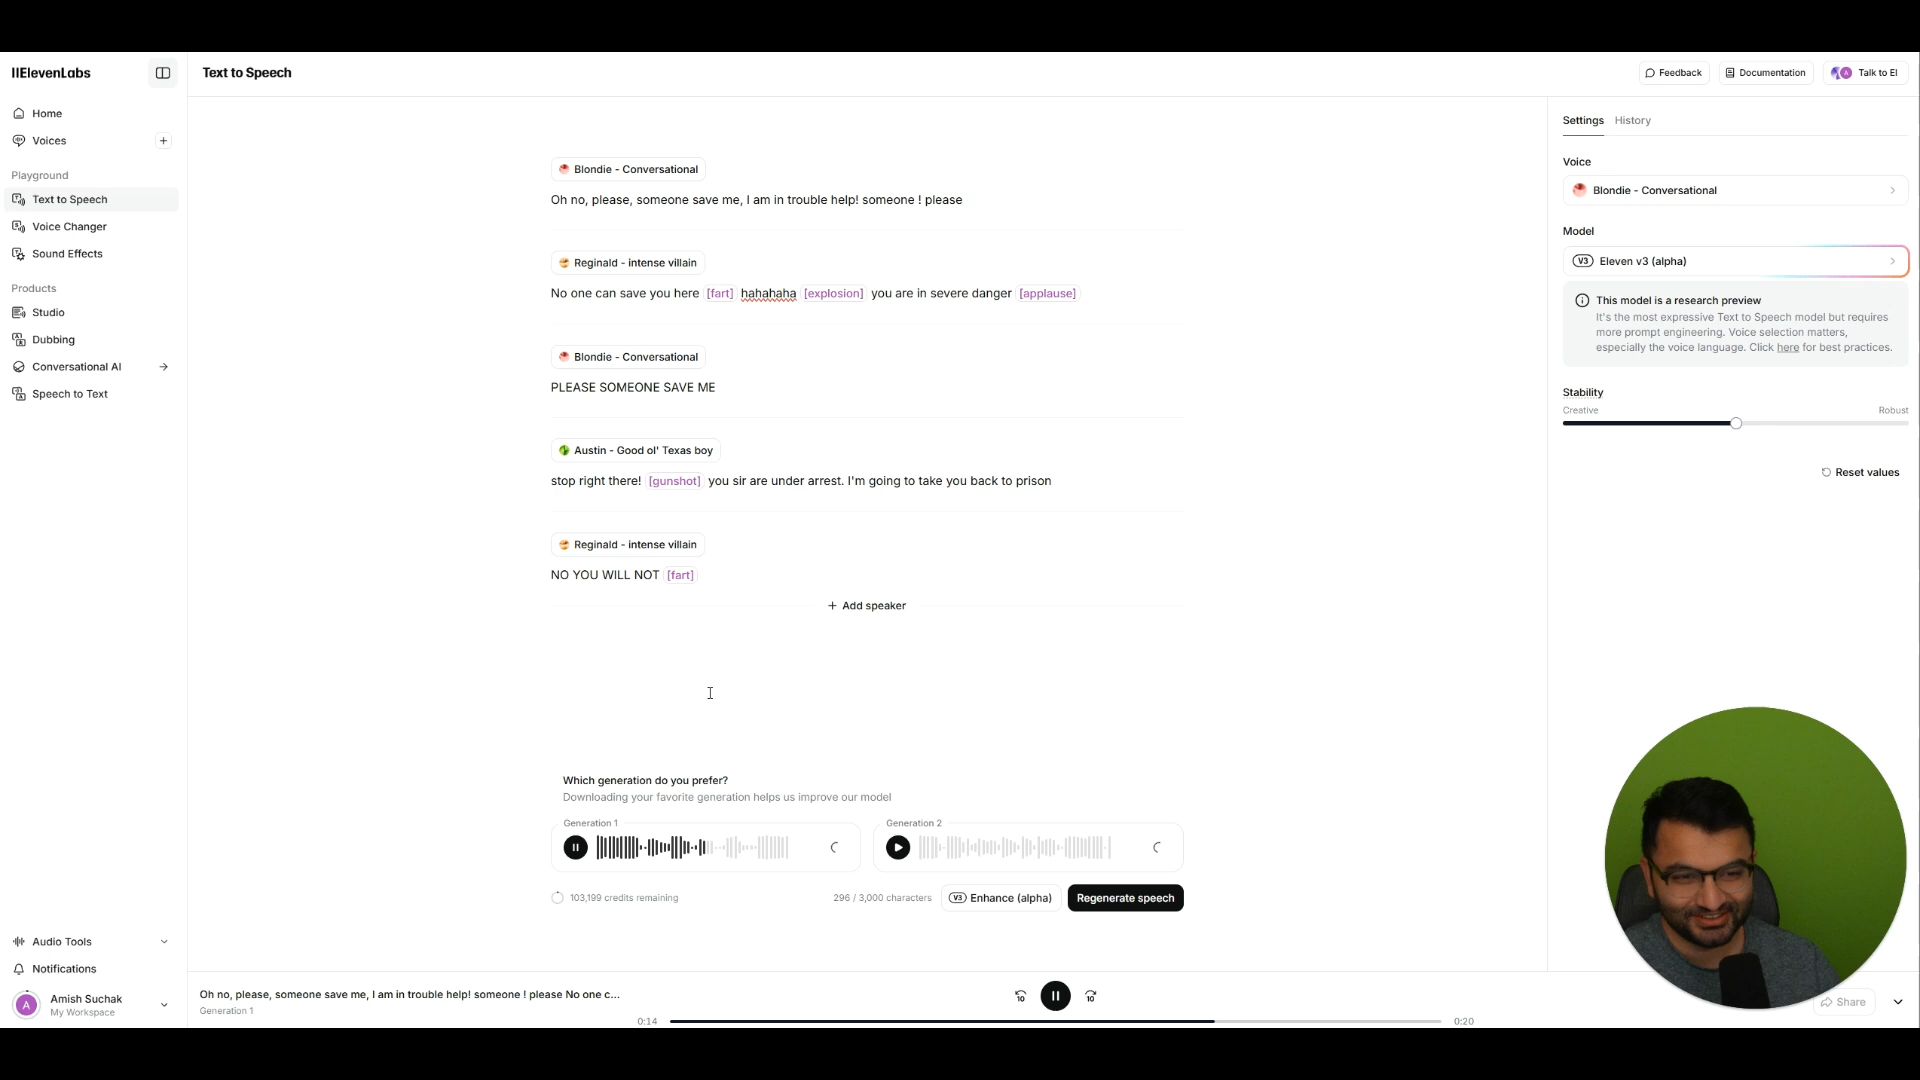 IIElevenLabs
Text to Speech
Feedback
Documentation
A
Talk to El
Home
Voices
Playground
Text to Speech
Voice Changer
Sound Effects
Products
Studio
Dubbing
Conversational AI
Speech to Text
Blondie - Conversational
Oh no, please, someone save me, I am in trouble help! someone ! please
Reginald - intense villain
No one can save you here [fart] hahahaha [explosion] you are in severe danger [applause]
Blondie - Conversational
PLEASE SOMEONE SAVE ME
Austin - Good ol' Texas boy
stop right there! [gunshot] you sir are under arrest. I'm going to take you back to prison
Reginald - intense villain
NO YOU WILL NOT [fart]
+ Add speaker
Which generation do you prefer?
Downloading your favorite generation helps us improve our model
Generation 1
Generation 2
103,199 credits remaining
296 / 3,000 characters
V3 Enhance (alpha)
Regenerate speech
Settings
History
Voice
Blondie - Conversational
Model
V3 Eleven v3 (alpha)
This model is a research preview
It's the most expressive Text to Speech model but requires
more prompt engineering. Voice selection matters,
especially the voice language. Click here for best practices.
Stability
Creative
Robust
Reset values
Audio Tools
Notifications
A
Amish Suchak
My Workspace
Oh no, please, someone save me, I am in trouble help! someone ! please No one c...
Generation 1
10
10
0:14
0:20
Share